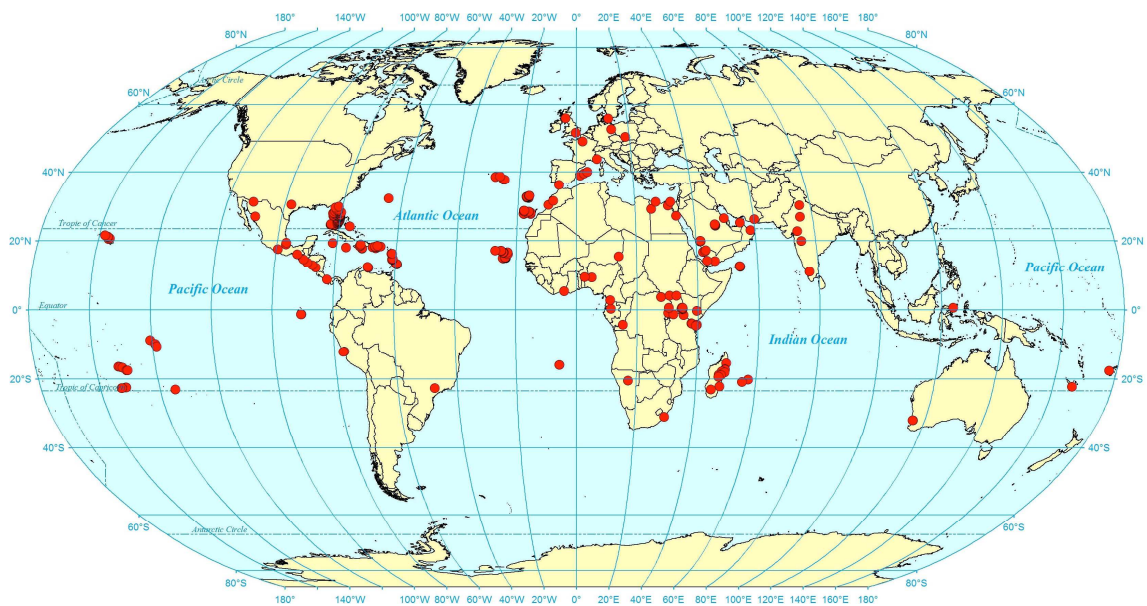 180° 140°W 100°W 80°W 60°W 40°W 20°W 0° 20°E 40°E 60°E 80°E 100°E 140°E 180°
80°N 80°N
60°N Arctic Circle 60°N
40°N 40°N
Atlantic Ocean
Tropic of Cancer
20°N 20°N
Pacific Ocean Pacific Ocean
Equator 0° 0°
Indian Ocean
20°S Tropic of Capricorn 20°S
40°S 40°S
60°S Antarctic Circle 60°S
80°S 80°S
180° 140°W 100°W 80°W 60°W 40°W 20°W 0° 20°E 40°E 60°E 80°E 100°E 120°E 140°E 180°